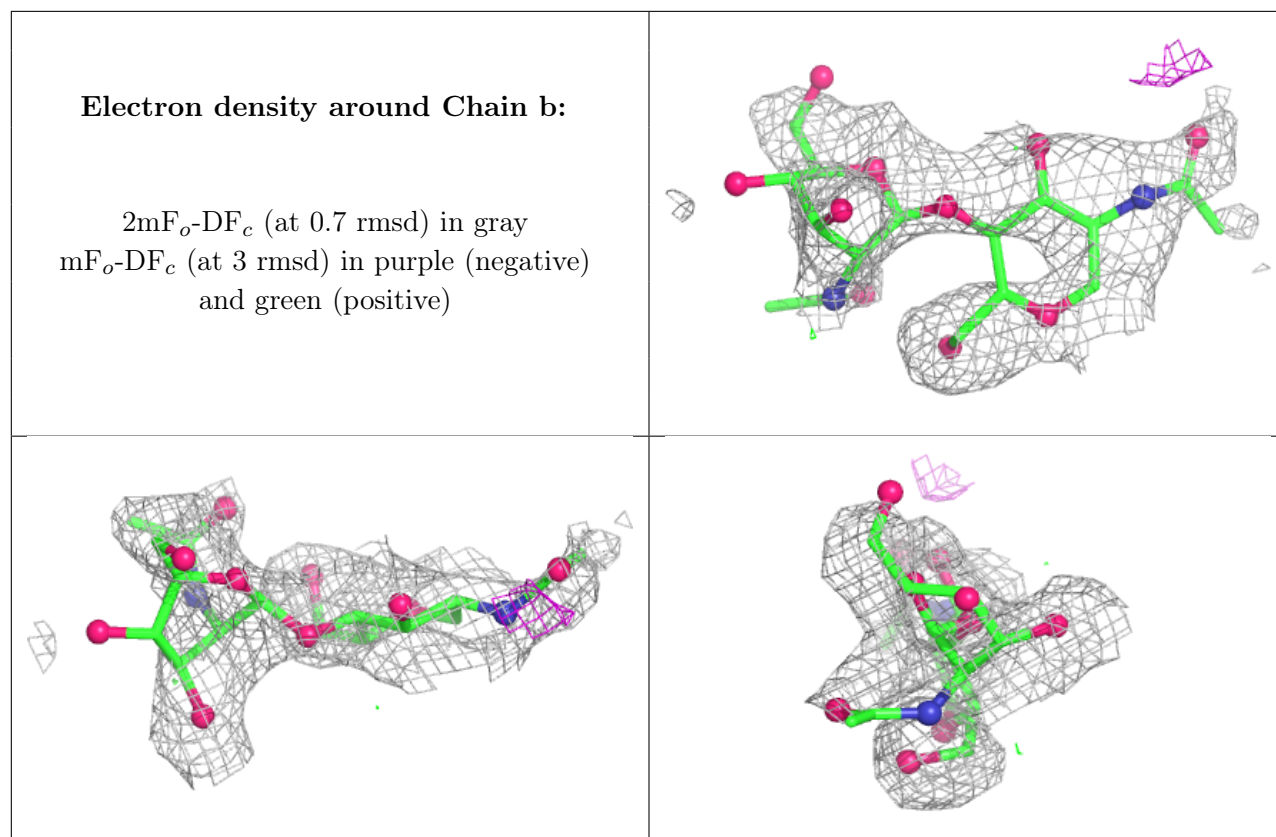 Electron density around Chain b:
2mFₒ-DF𝒸 (at 0.7 rmsd) in gray
mFₒ-DF𝒸 (at 3 rmsd) in purple (negative)
and green (positive)